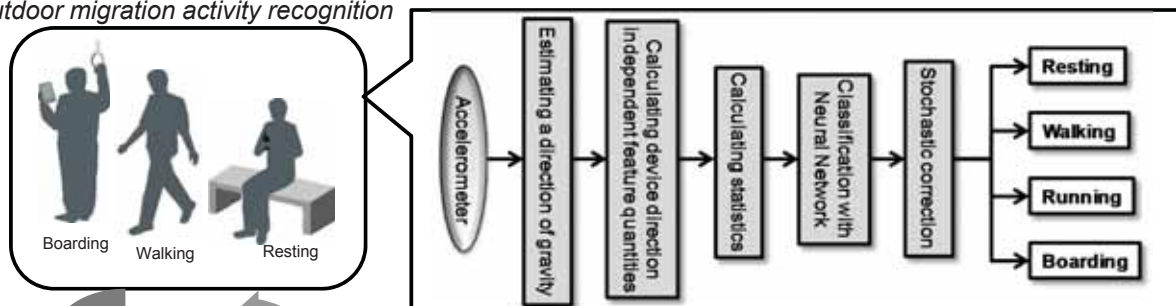 utdoor migration activity recognition
Boarding
Walking
Resting
Accelerometer
Estimating a direction of gravity
Calculating device direction
independent feature quantities
Calculating statistics
Classification with
Neural Network
Stochastic correction
Resting
Walking
Running
Boarding